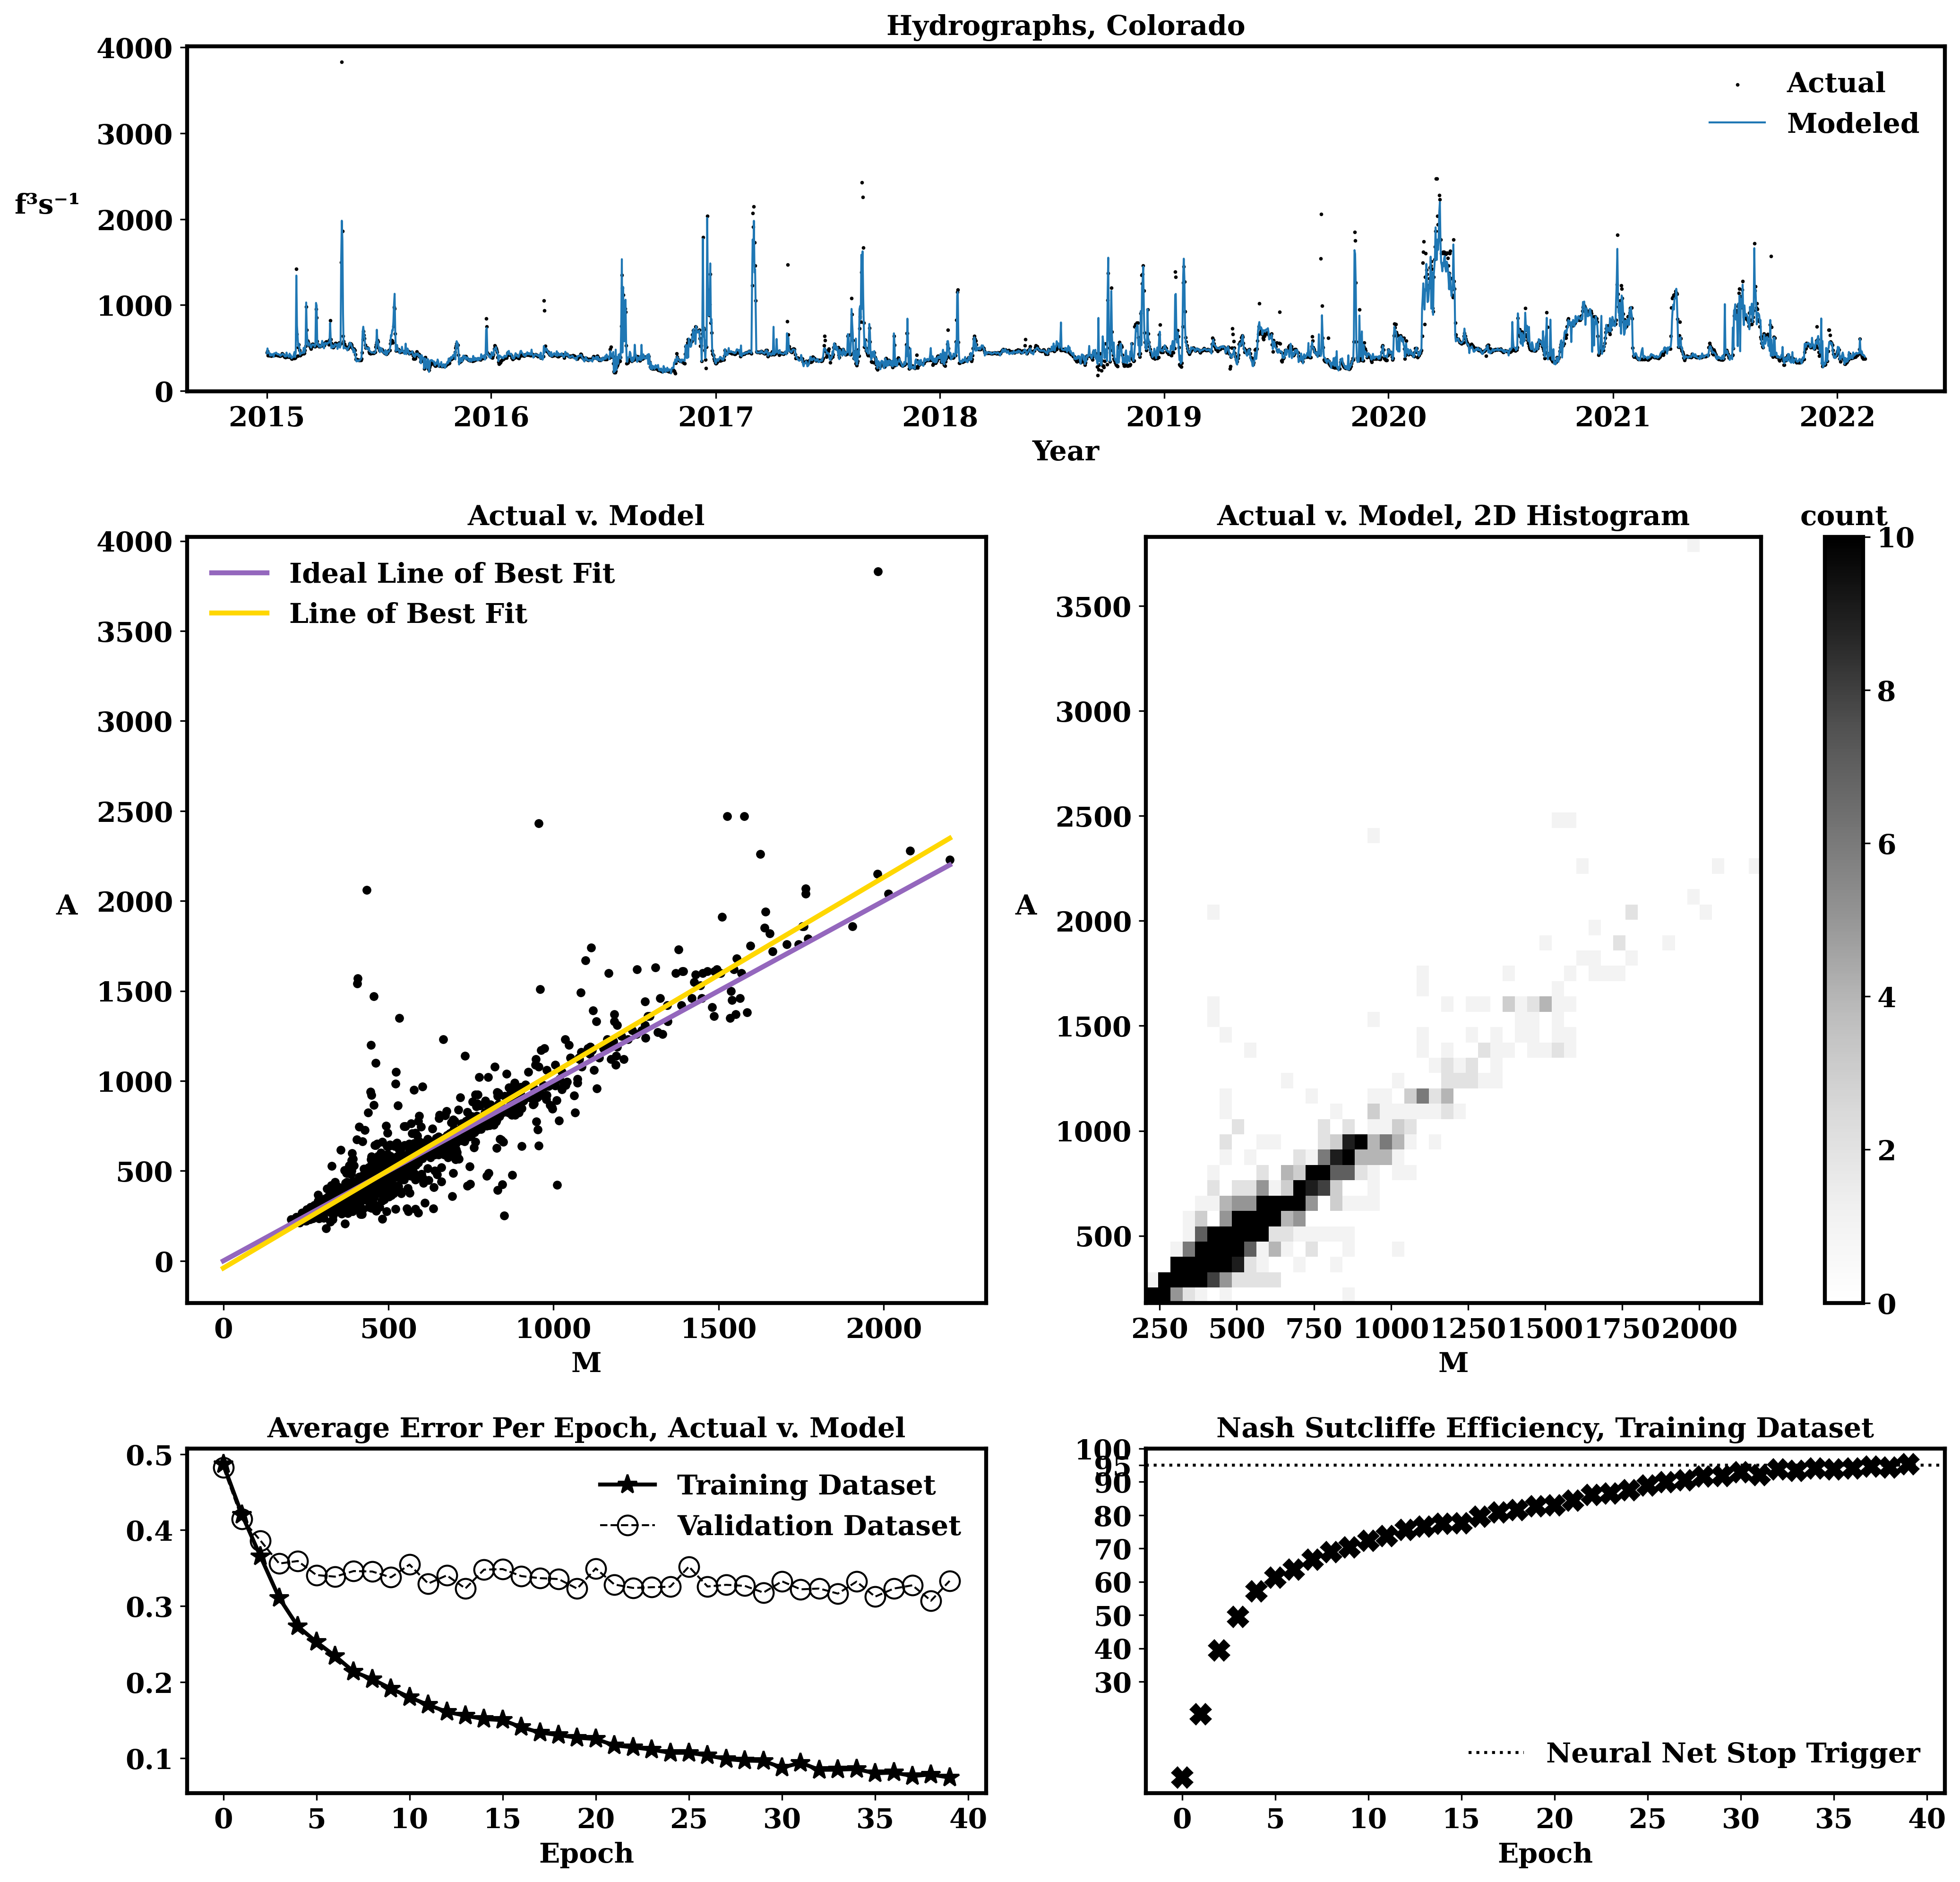 Hydrographs, Colorado
4000
3000
2000
1000
0
f³s⁻¹
Actual
Modeled
2015 2016 2017 2018 2019 2020 2021 2022
Year
Actual v. Model
4000
3500
3000
2500
2000
1500
1000
500
0
A
Ideal Line of Best Fit
Line of Best Fit
0 500 1000 1500 2000
M
Actual v. Model, 2D Histogram
3500
3000
2500
2000
1500
1000
500
A
250 500 750 1000 1250 1500 1750 2000
M
count
10
8
6
4
2
0
Average Error Per Epoch, Actual v. Model
0.5
0.4
0.3
0.2
0.1
Training Dataset
Validation Dataset
0 5 10 15 20 25 30 35 40
Epoch
Nash Sutcliffe Efficiency, Training Dataset
100
95
90
80
70
60
50
40
30
Neural Net Stop Trigger
0 5 10 15 20 25 30 35 40
Epoch